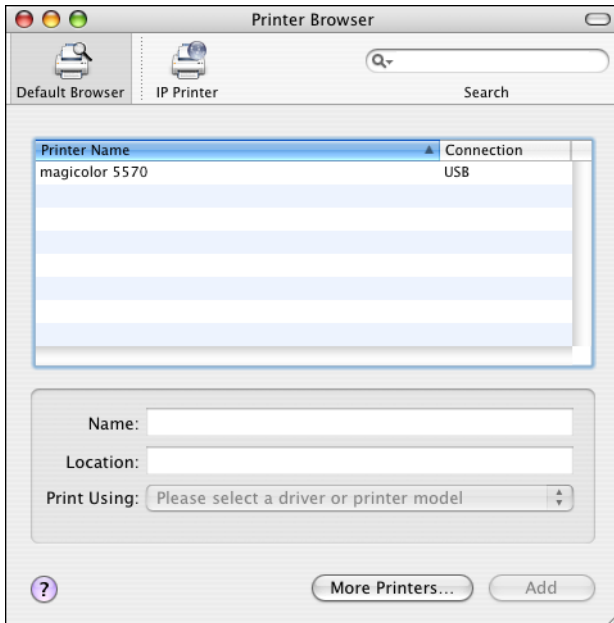 Printer Browser
Default Browser
IP Printer
Search
Printer Name
Connection
magicolor 5570
USB
Name:
Location:
Print Using: Please select a driver or printer model
?
More Printers...
Add